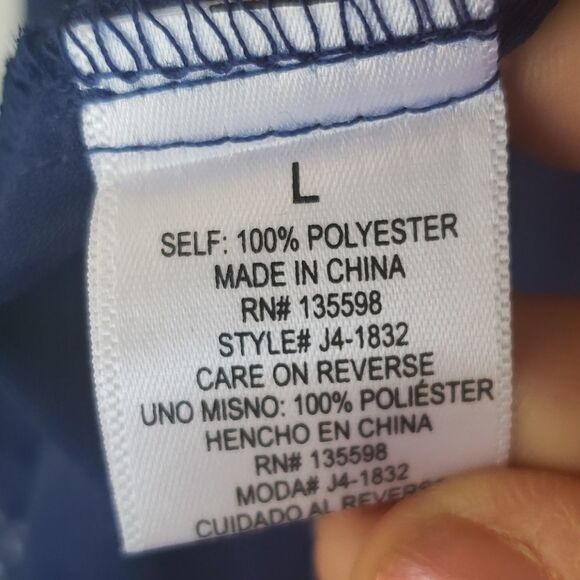 L
SELF: 100% POLYESTER
MADE IN CHINA
RN# 135598
STYLE# J4-1832
CARE ON REVERSE
UNO MISNO: 100% POLIÉSTER
HENCHO EN CHINA
RN# 135598
MODA# J4-1832
CUIDADO AL REVERSO